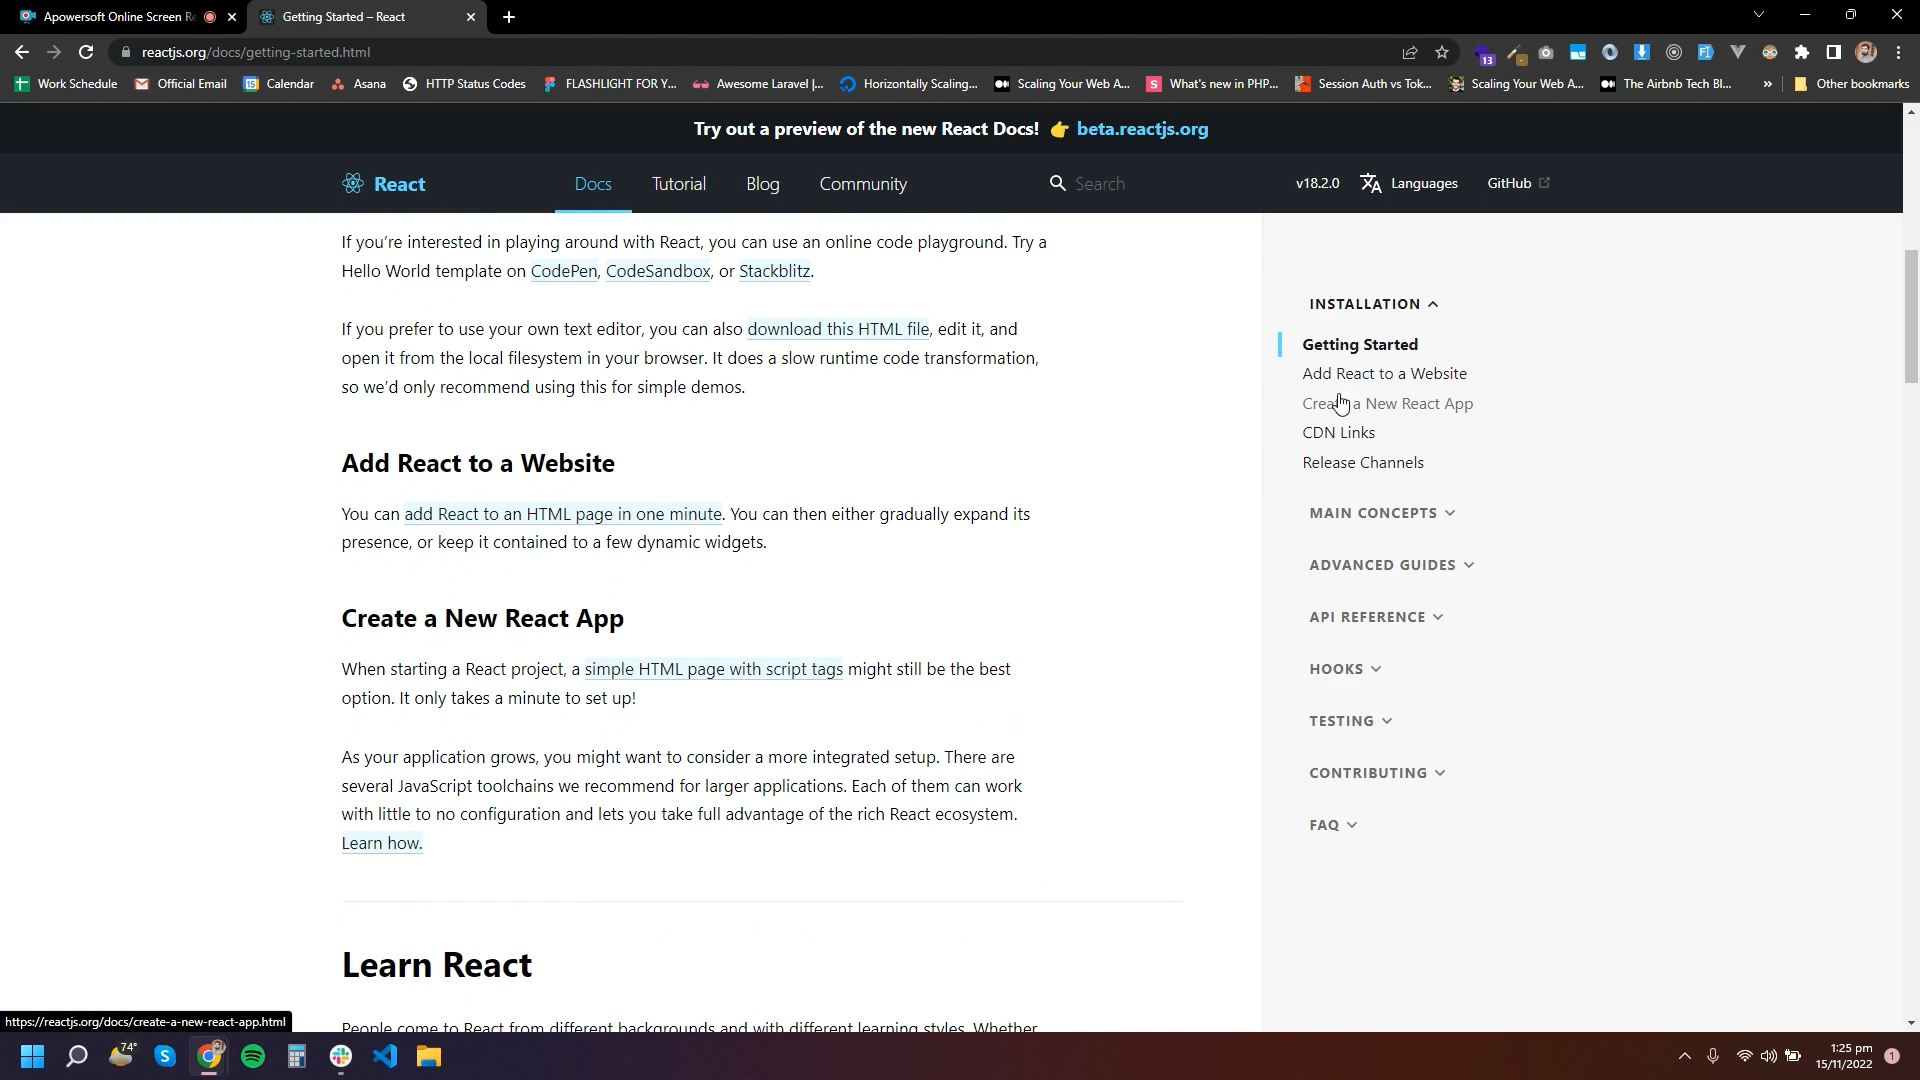 Apowersoft Online Screen Re
Getting Started – React
reactjs.org/docs/getting-started.html
13
Work Schedule
Official Email
15
Calendar
Asana
HTTP Status Codes
FLASHLIGHT FOR Y...
Awesome Laravel |...
Horizontally Scaling...
Scaling Your Web A...
S
What's new in PHP...
Session Auth vs Tok...
Scaling Your Web A...
The Airbnb Tech Bl...
»
Other bookmarks
Try out a preview of the new React Docs! 👉 beta.reactjs.org
React
Docs
Tutorial
Blog
Community
Search
v18.2.0
Languages
GitHub
If you're interested in playing around with React, you can use an online code playground. Try a
Hello World template on CodePen, CodeSandbox, or Stackblitz.
If you prefer to use your own text editor, you can also download this HTML file, edit it, and
open it from the local filesystem in your browser. It does a slow runtime code transformation,
so we'd only recommend using this for simple demos.
Add React to a Website
You can add React to an HTML page in one minute. You can then either gradually expand its
presence, or keep it contained to a few dynamic widgets.
Create a New React App
When starting a React project, a simple HTML page with script tags might still be the best
option. It only takes a minute to set up!
As your application grows, you might want to consider a more integrated setup. There are
several JavaScript toolchains we recommend for larger applications. Each of them can work
with little to no configuration and lets you take full advantage of the rich React ecosystem.
Learn how.
Learn React
People come to React from different backgrounds and with different learning styles. Whether
INSTALLATION
Getting Started
Add React to a Website
Create a New React App
CDN Links
Release Channels
MAIN CONCEPTS
ADVANCED GUIDES
API REFERENCE
HOOKS
TESTING
CONTRIBUTING
FAQ
https://reactjs.org/docs/create-a-new-react-app.html
74°
S
1:25 pm
15/11/2022
1